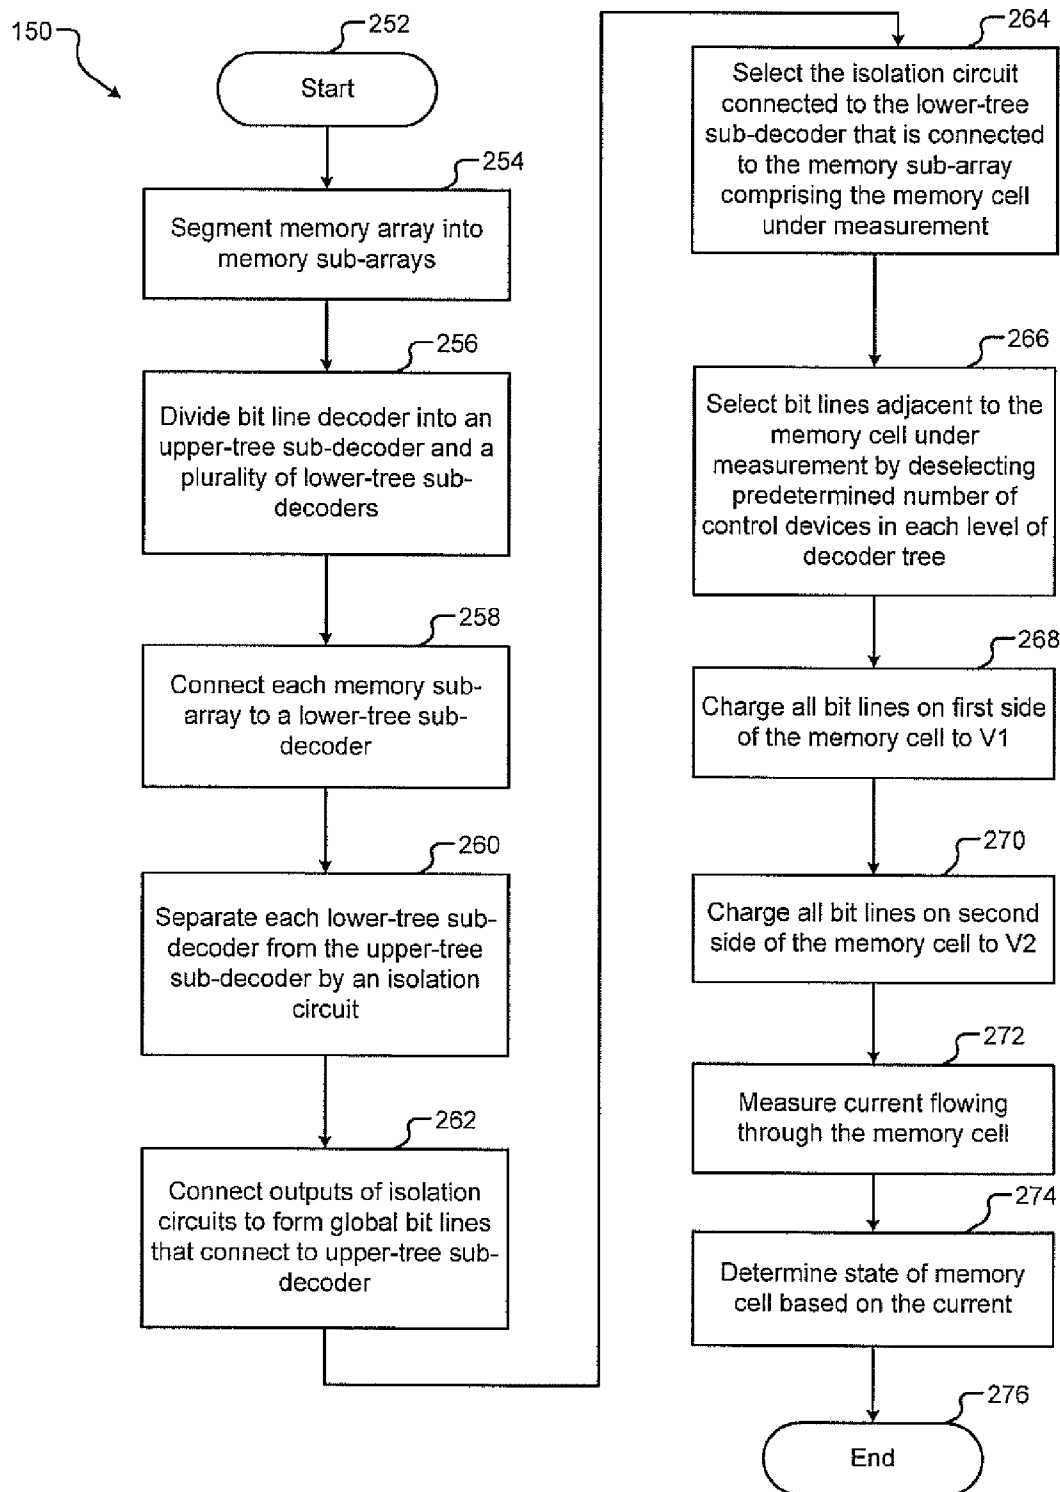 150
252
Start
254
Segment memory array into
memory sub-arrays
256
Divide bit line decoder into an
upper-tree sub-decoder and a
plurality of lower-tree sub-
decoders
258
Connect each memory sub-
array to a lower-tree sub-
decoder
260
Separate each lower-tree sub-
decoder from the upper-tree
sub-decoder by an isolation
circuit
262
Connect outputs of isolation
circuits to form global bit lines
that connect to upper-tree sub-
decoder
264
Select the isolation circuit
connected to the lower-tree
sub-decoder that is connected
to the memory sub-array
comprising the memory cell
under measurement
266
Select bit lines adjacent to the
memory cell under
measurement by deselecting
predetermined number of
control devices in each level of
decoder tree
268
Charge all bit lines on first side
of the memory cell to V1
270
Charge all bit lines on second
side of the memory cell to V2
272
Measure current flowing
through the memory cell
274
Determine state of memory
cell based on the current
276
End